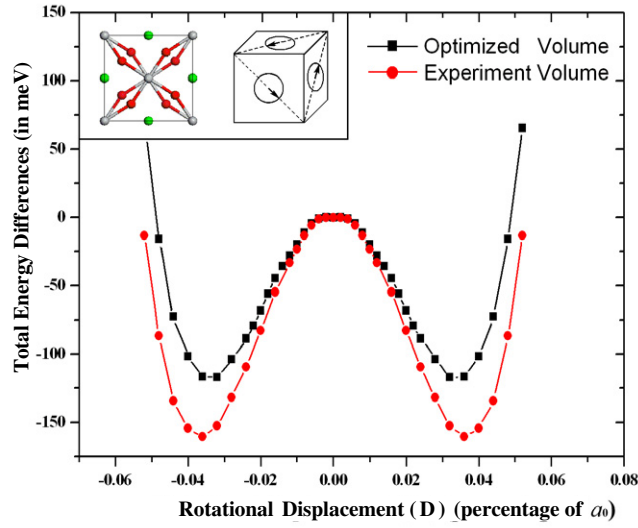 150
100
50
0
-50
-100
-150
Total Energy Differences (in meV)
Optimized Volume
Experiment Volume
-0.06 -0.04 -0.02 0.00 0.02 0.04 0.06 0.08
Rotational Displacement (D) (percentage of a₀)